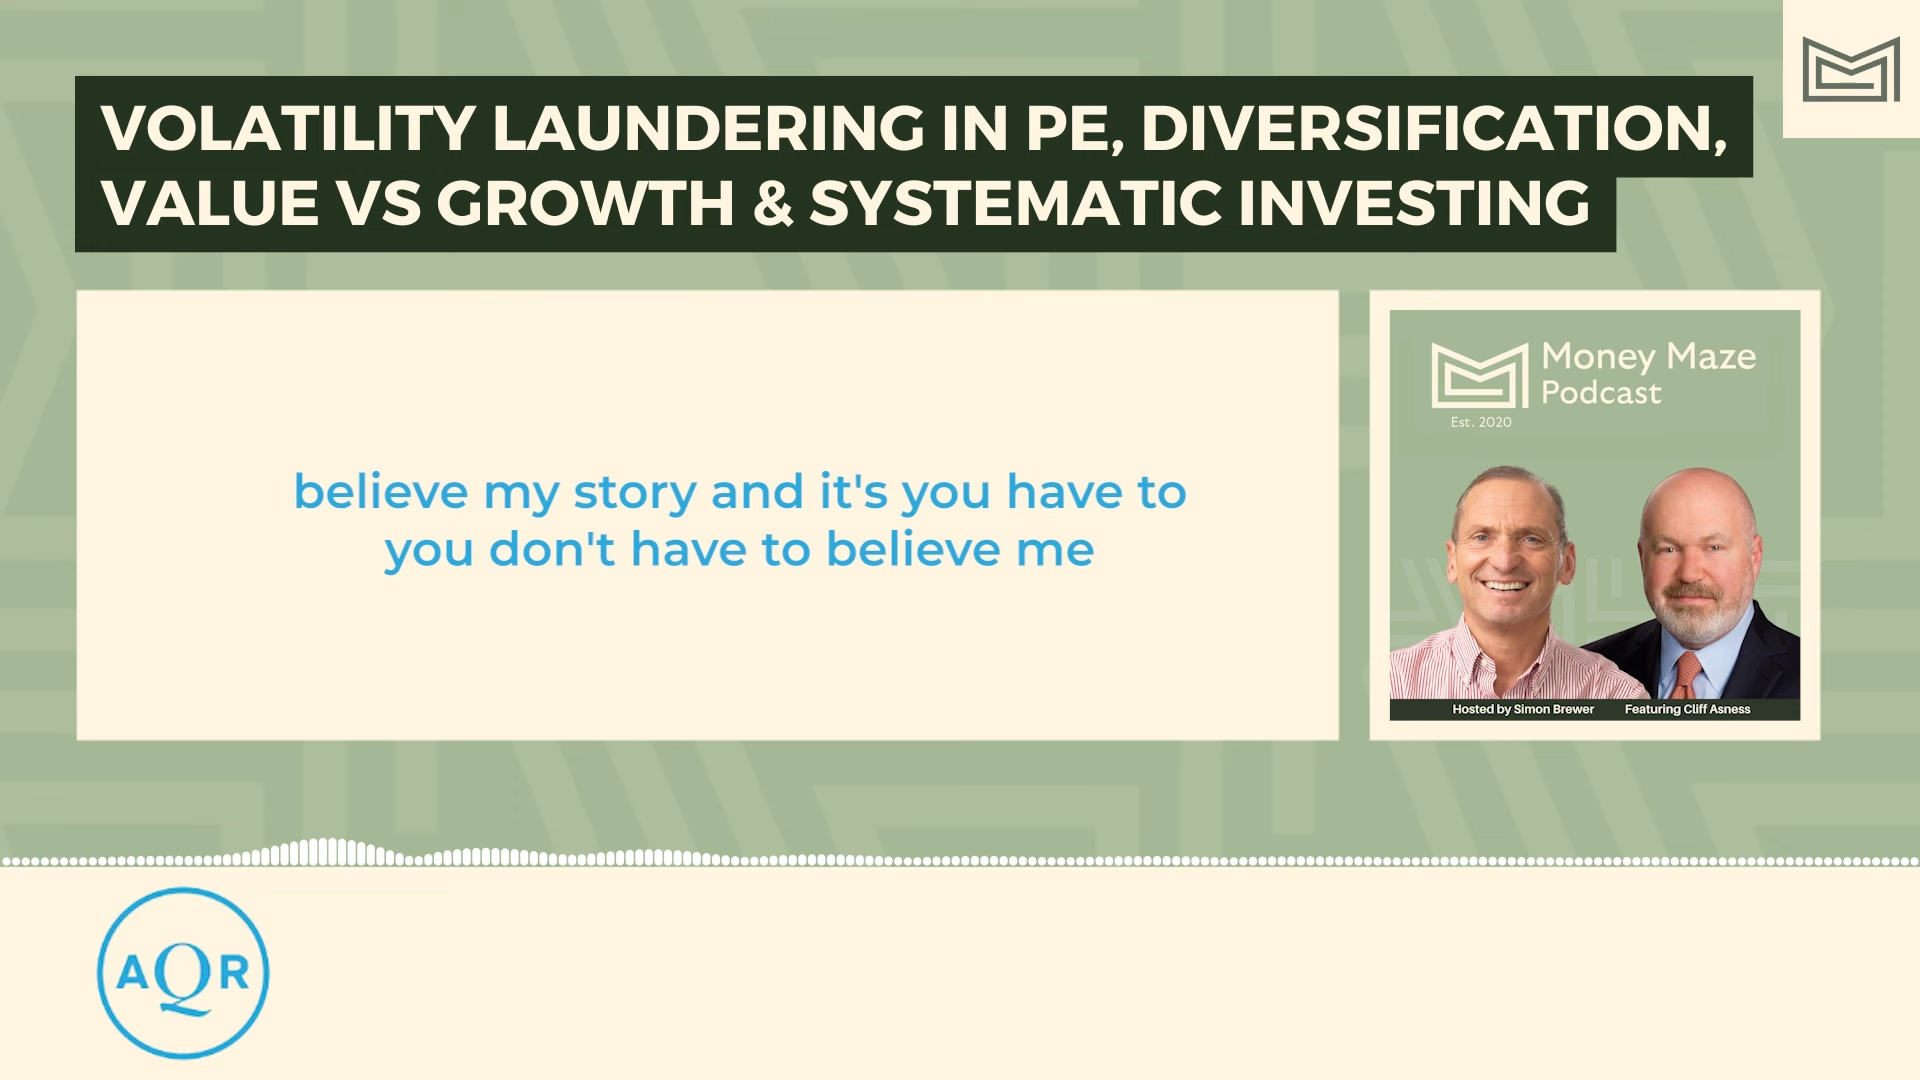 VOLATILITY LAUNDERING IN PE, DIVERSIFICATION,
VALUE VS GROWTH & SYSTEMATIC INVESTING
believe my story and it's you have to
you don't have to believe me
Money Maze
Podcast
Est. 2020
Hosted by Simon Brewer
Featuring Cliff Asness
AQR